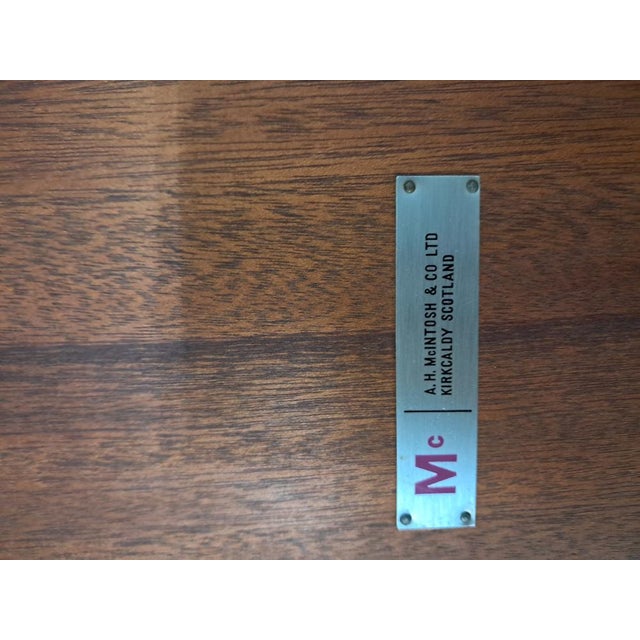 Mc
A.H. McINTOSH & CO LTD
KIRKCALDY SCOTLAND